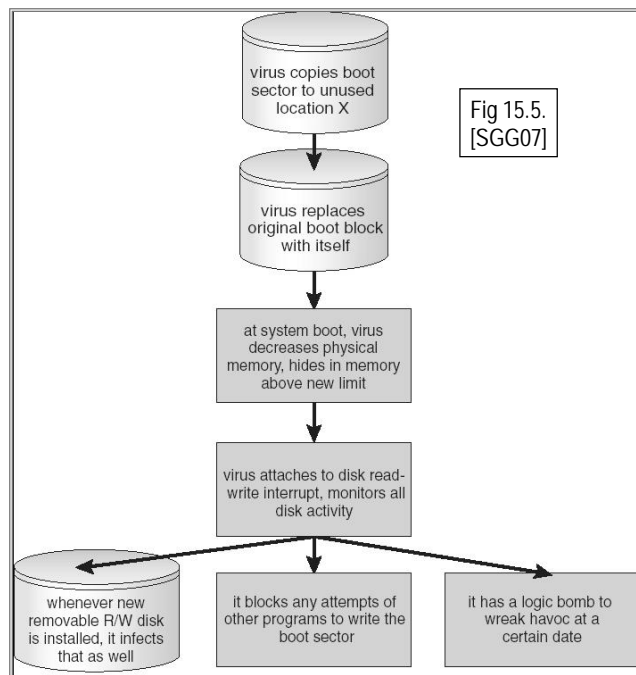 virus copies boot
sector to unused
location X
Fig 15.5.
[SGG07]
virus replaces
original boot block
with itself
at system boot, virus
decreases physical
memory, hides in memory
above new limit
virus attaches to disk read-
write interrupt, monitors all
disk activity
whenever new
removable R/W disk
is installed, it infects
that as well
it blocks any attempts of
other programs to write the
boot sector
it has a logic bomb to
wreak havoc at a
certain date